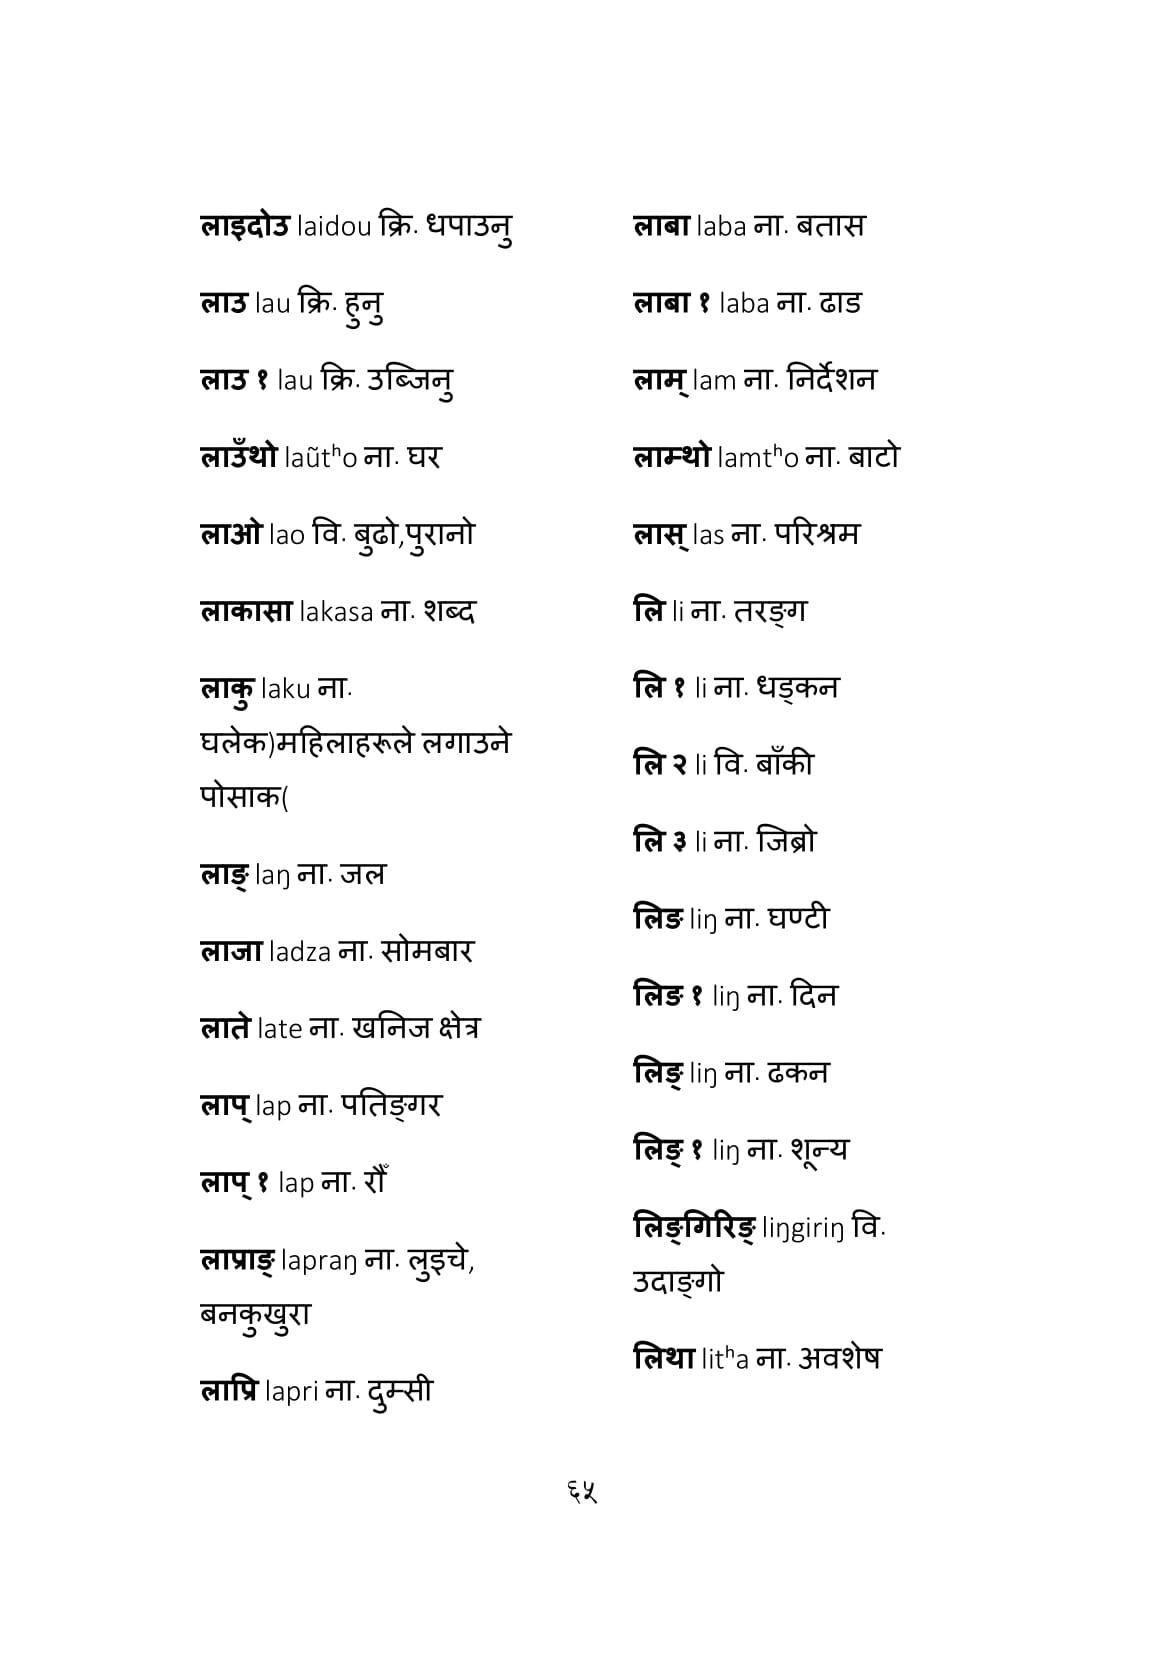 लाइदोउ laidou क्रि. धपाउनु
लाउ lau क्रि. हुनु
लाउ १ lau क्रि. उब्जिनु
लाउँथो laũtʰo ना. घर
लाओ lao वि. बुढो,पुरानो
लाकासा lakasa ना. शब्द
लाकु laku ना.
घलेक)महिलाहरूले लगाउने
पोसाक(
लाङ् laŋ ना. जल
लाजा ladza ना. सोमबार
लाते late ना. खनिज क्षेत्र
लाप् lap ना. पतिङ्गर
लाप् १ lap ना. रौँ
लाप्राङ् lapraŋ ना. लुइचे,
बनकुखुरा
लाप्रि lapri ना. दुम्सी
लाबा laba ना. बतास
लाबा १ laba ना. ढाड
लाम् lam ना. निर्देशन
लाम्थो lamtʰo ना. बाटो
लास् las ना. परिश्रम
लि li ना. तरङ्ग
लि १ li ना. धड्कन
लि २ li वि. बाँकी
लि ३ li ना. जिब्रो
लिङ liŋ ना. घण्टी
लिङ १ liŋ ना. दिन
लिङ् liŋ ना. ढकन
लिङ् १ liŋ ना. शून्य
लिङ्गिरिङ् liŋgiriŋ वि.
उदाङ्गो
लिथा litʰa ना. अवशेष
६५